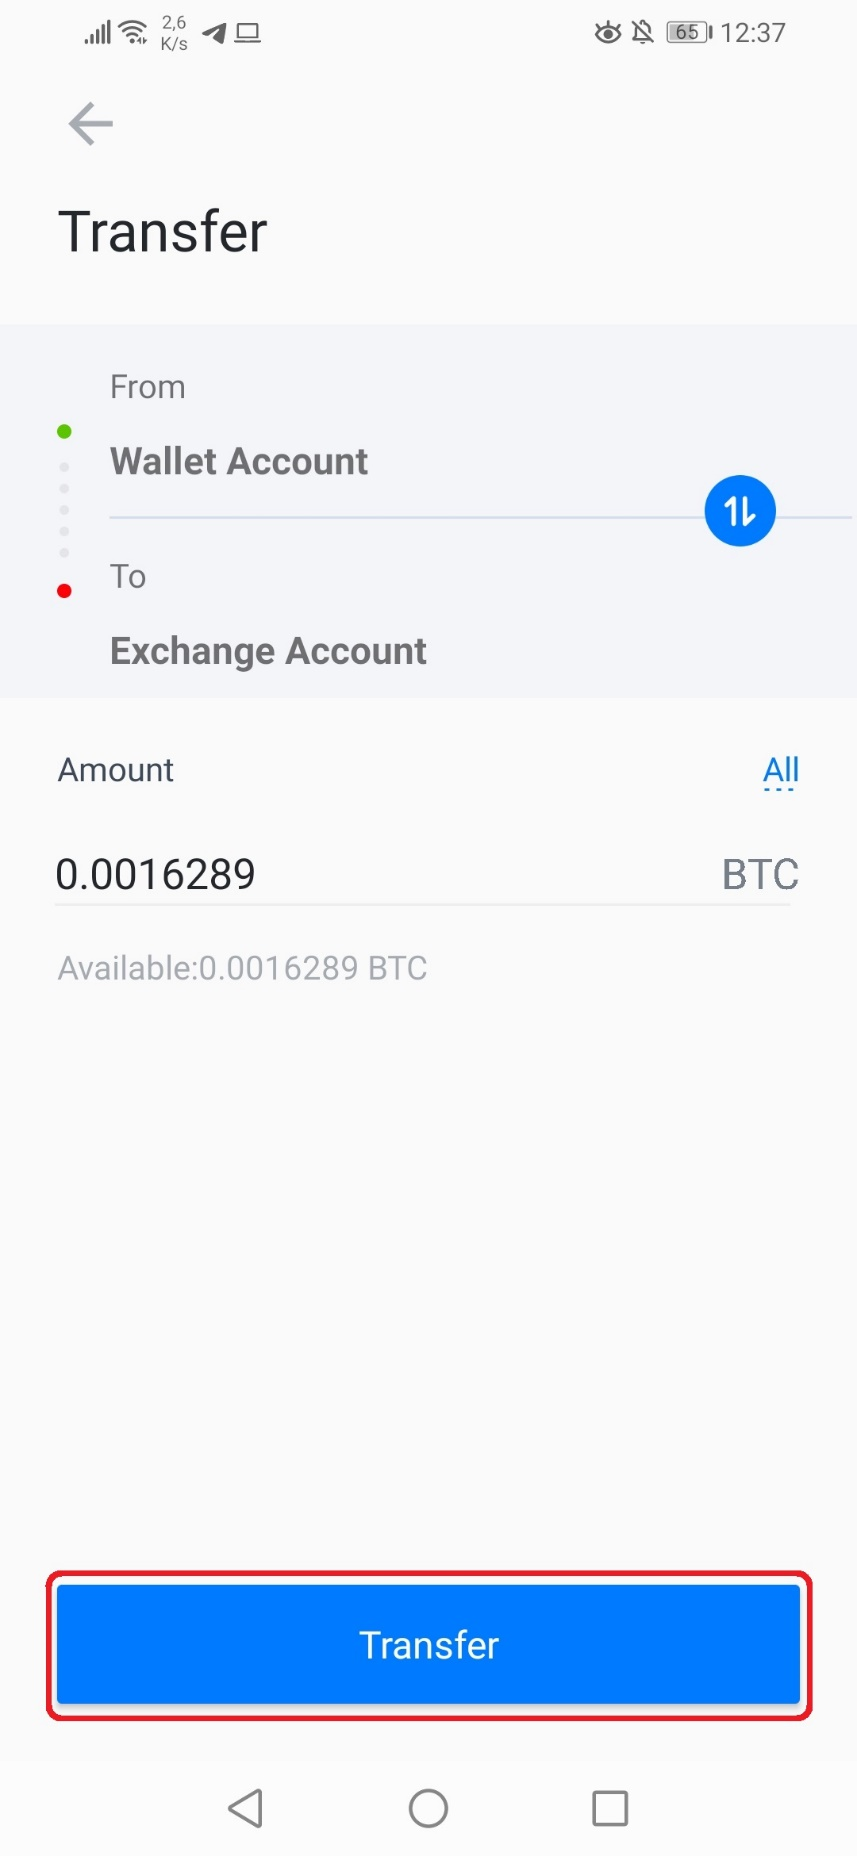 2,6
K/s
65
12:37
Transfer
From
Wallet Account
To
Exchange Account
Amount
All
0.0016289
BTC
Available:0.0016289 BTC
Transfer